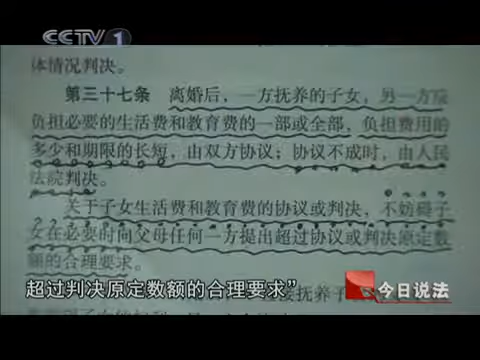 CCTV 1
体情况判决。
第三十七条 离婚后，一方抚养的子女，另一方应
负担必要的生活费和教育费的一部或全部，负担费用的
多少和期限的长短，由双方协议；协议不成时，由人民
法院判决。
关于子女生活费和教育费的协议或判决，不妨碍子
女在必要时向父母任何一方提出超过协议或判决原定数
额的合理要求。
超过判决原定数额的合理要求”
今日说法